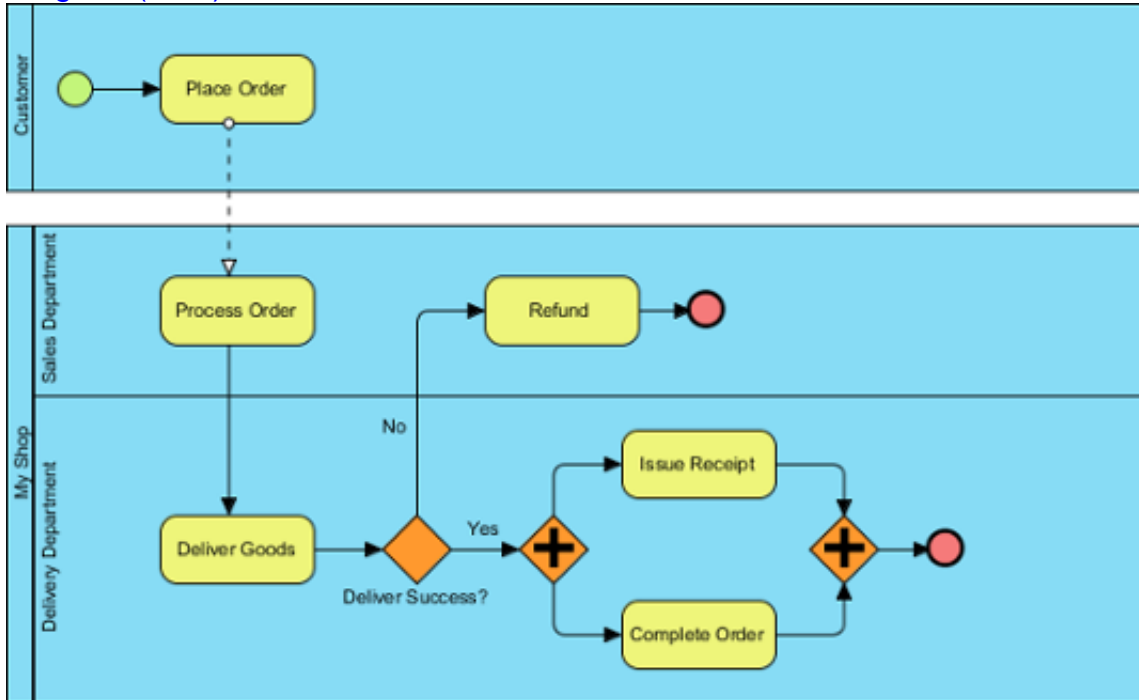 Customer
Place Order
My Shop
Sales Department
Process Order
Refund
No
Delivery Department
Issue Receipt
Deliver Goods
Yes
Deliver Success?
Complete Order